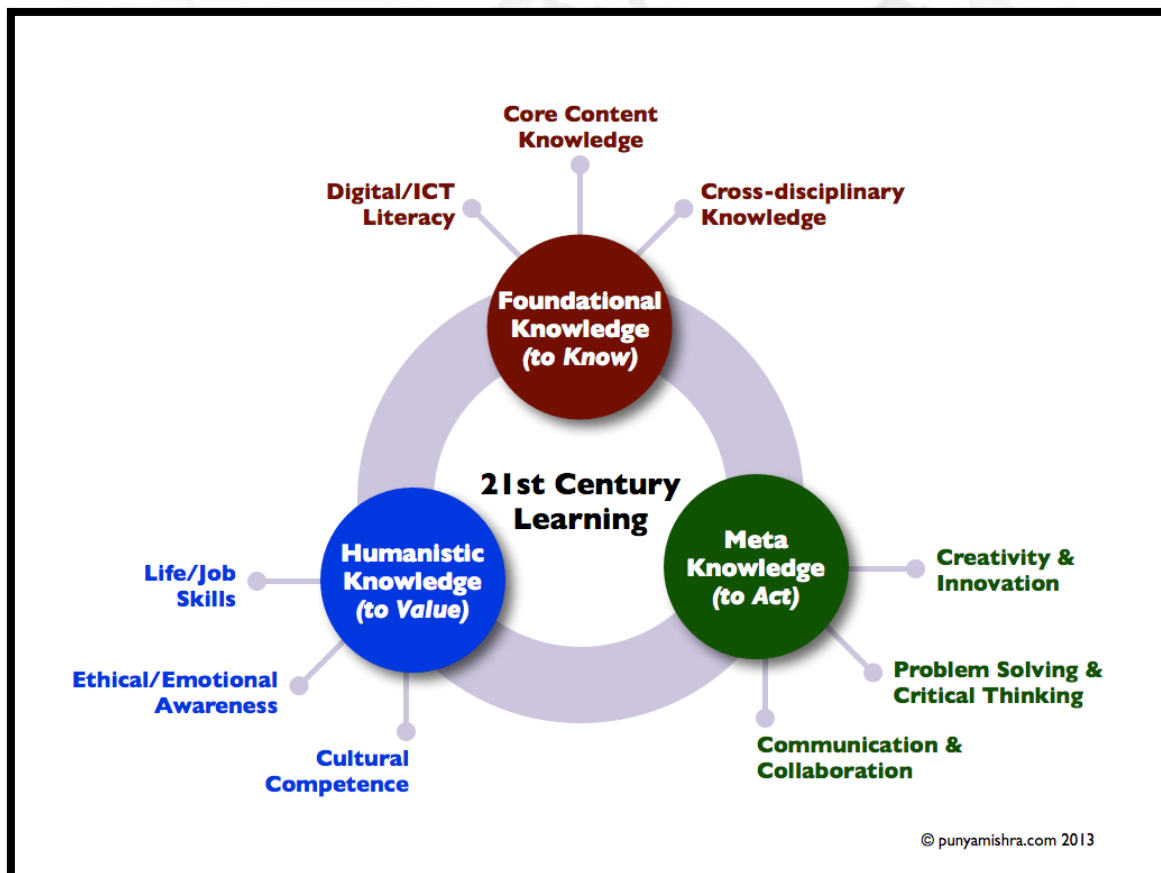 Core Content
Knowledge
Digital/ICT
Literacy
Cross-disciplinary
Knowledge
Foundational
Knowledge
(to Know)
21st Century
Learning
Humanistic
Knowledge
(to Value)
Meta
Knowledge
(to Act)
Life/Job
Skills
Ethical/Emotional
Awareness
Cultural
Competence
Creativity &
Innovation
Problem Solving &
Critical Thinking
Communication &
Collaboration
© punyamishra.com 2013